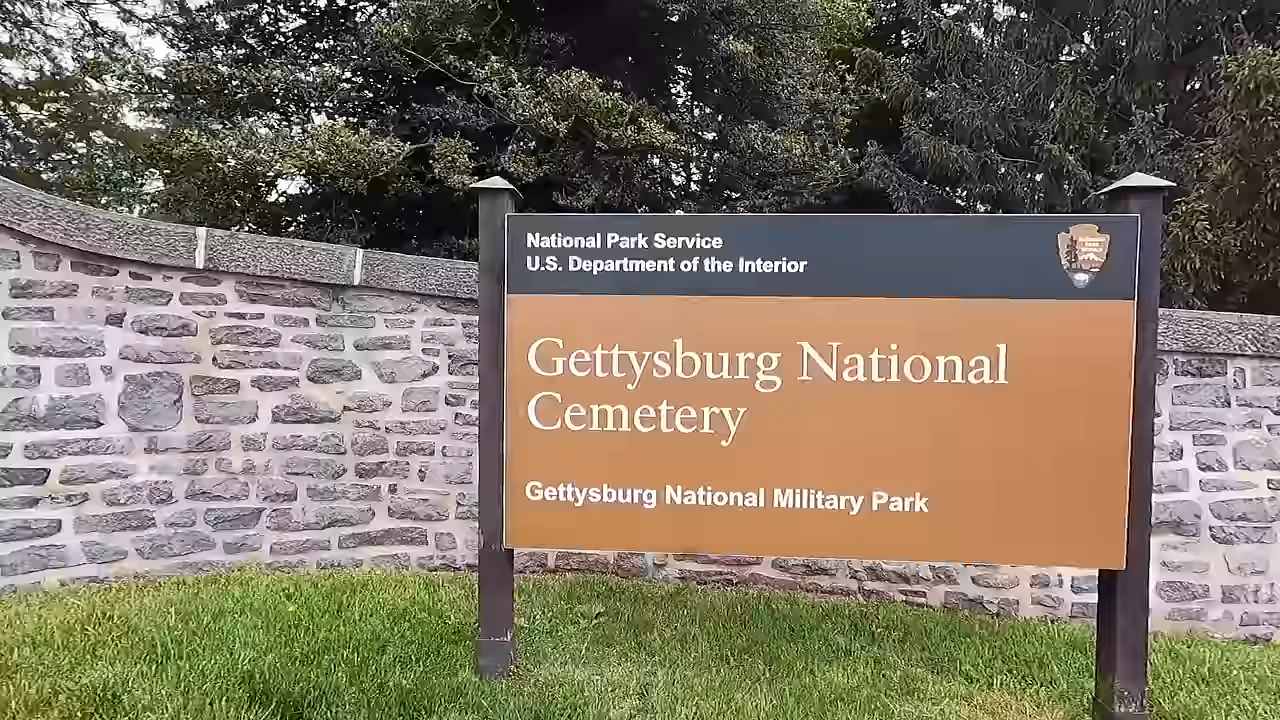 National Park Service
U.S. Department of the Interior
Gettysburg National
Cemetery
Gettysburg National Military Park